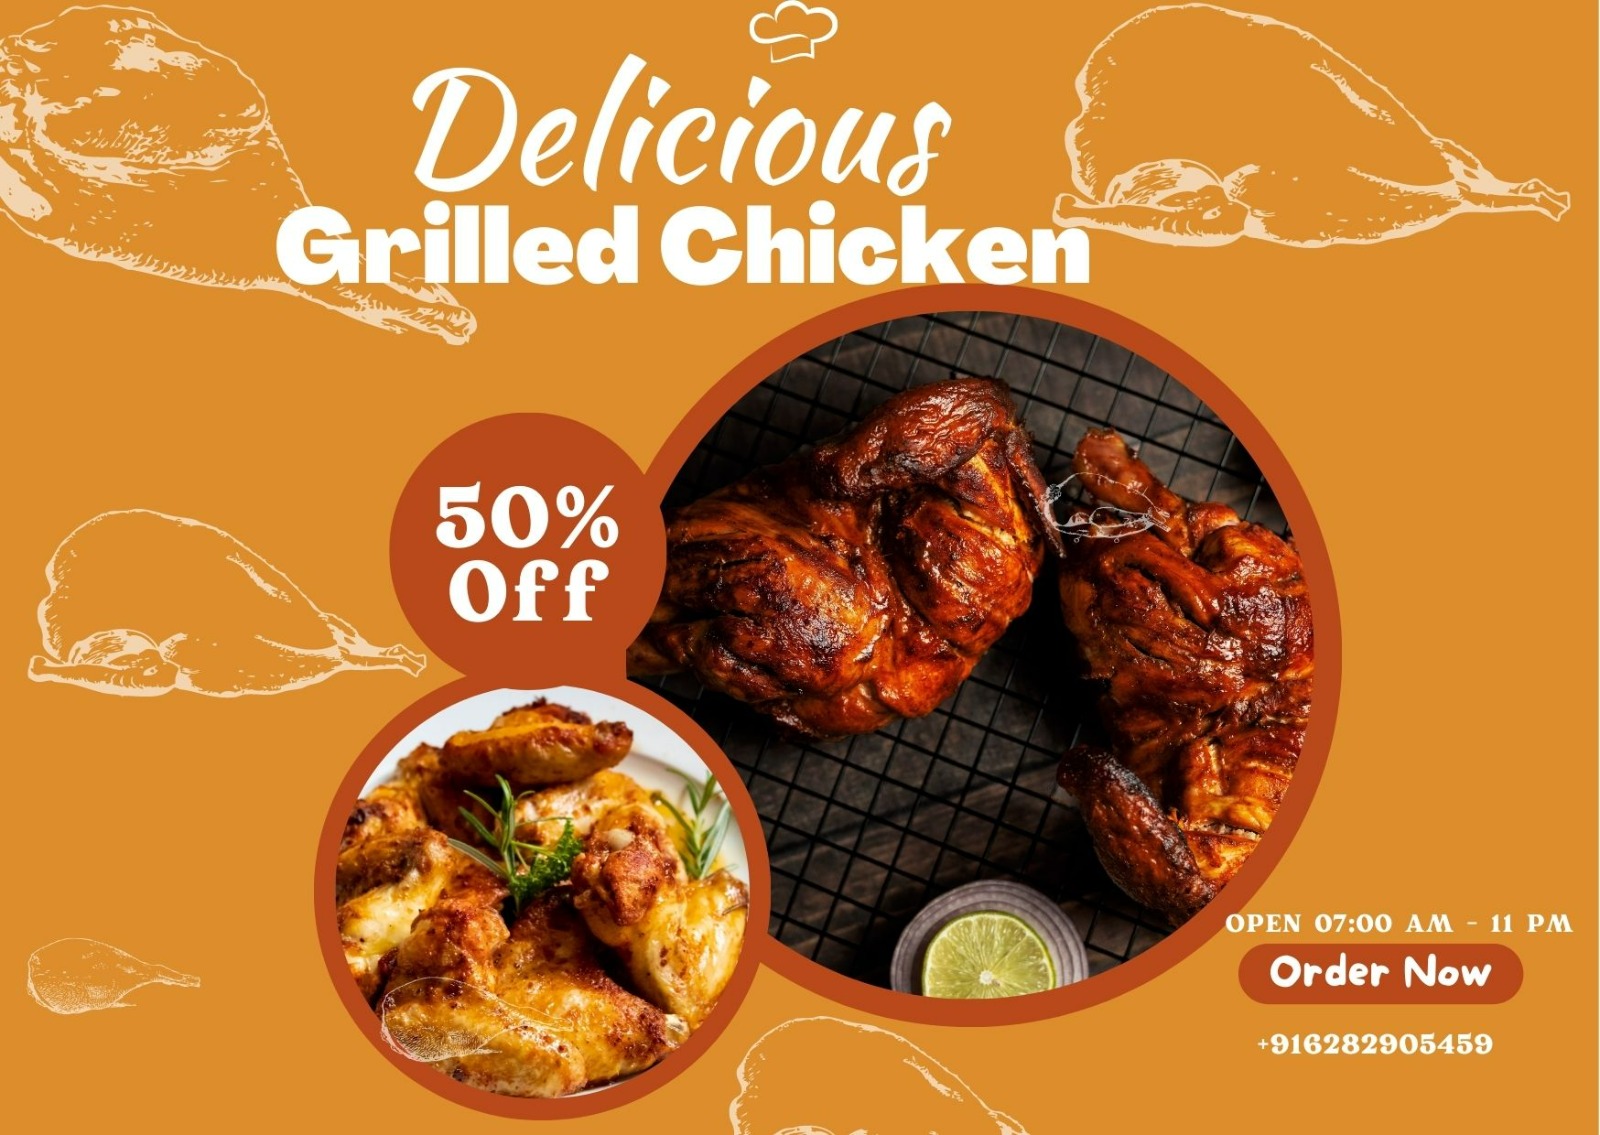 Delicious
Grilled Chicken
50%
Off
OPEN 07:00 AM - 11 PM
Order Now
+916282905459